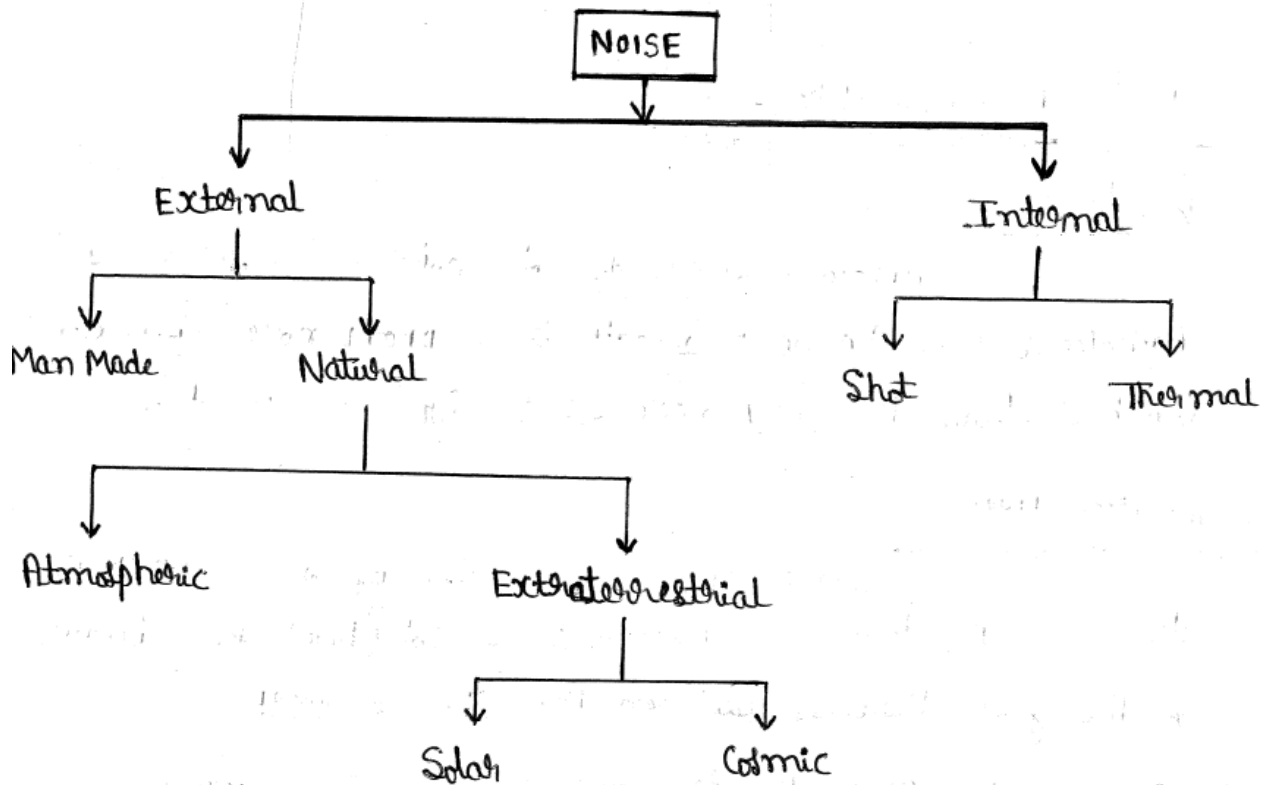 NOISE
External
Internal
Man Made
Natural
Shot
Thermal
Atmospheric
Extraterrestrial
Solar
Cosmic